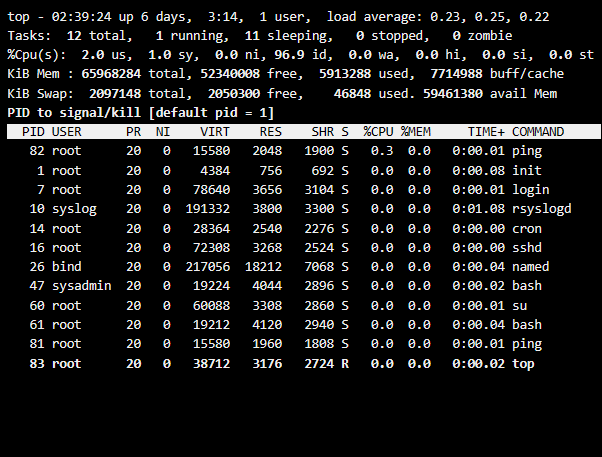 top - 02:39:24 up 6 days,  3:14,  1 user,  load average: 0.23, 0.25, 0.22
Tasks:  12 total,   1 running,  11 sleeping,   0 stopped,   0 zombie
%Cpu(s):  2.0 us,  1.0 sy,  0.0 ni, 96.9 id,  0.0 wa,  0.0 hi,  0.0 si,  0.0 st
KiB Mem : 65968284 total, 52340008 free,  5913288 used,  7714988 buff/cache
KiB Swap:  2097148 total,  2050300 free,    46848 used. 59461380 avail Mem
PID to signal/kill [default pid = 1]
  PID USER      PR  NI    VIRT    RES    SHR S  %CPU %MEM     TIME+ COMMAND
   82 root      20   0   15580   2048   1900 S   0.3  0.0   0:00.01 ping
    1 root      20   0    4384    756    692 S   0.0  0.0   0:00.08 init
    7 root      20   0   78640   3656   3104 S   0.0  0.0   0:00.01 login
   10 syslog    20   0  191332   3800   3300 S   0.0  0.0   0:01.08 rsyslogd
   14 root      20   0   28364   2540   2276 S   0.0  0.0   0:00.00 cron
   16 root      20   0   72308   3268   2524 S   0.0  0.0   0:00.00 sshd
   26 bind      20   0  217056  18212   7068 S   0.0  0.0   0:00.04 named
   47 sysadmin  20   0   19224   4044   2896 S   0.0  0.0   0:00.02 bash
   60 root      20   0   60088   3308   2860 S   0.0  0.0   0:00.01 su
   61 root      20   0   19212   4120   2940 S   0.0  0.0   0:00.04 bash
   81 root      20   0   15580   1960   1808 S   0.0  0.0   0:00.01 ping
   83 root      20   0   38712   3176   2724 R   0.0  0.0   0:00.02 top